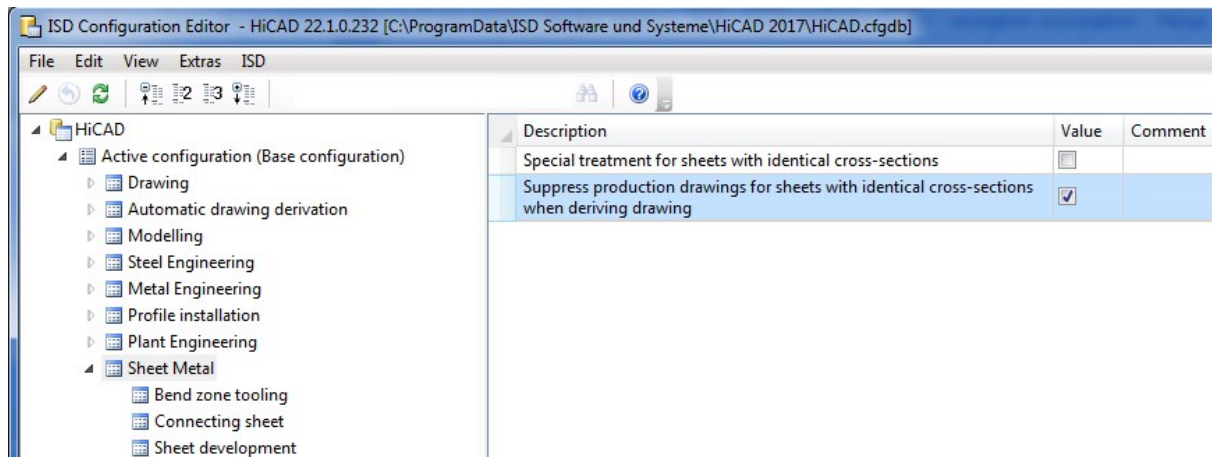 ISD Configuration Editor - HiCAD 22.1.0.232 [C:\ProgramData\ISD Software und Systeme\HiCAD 2017\HiCAD.cfgdb]
File Edit View Extras ISD
2 3
HiCAD
Active configuration (Base configuration)
Drawing
Automatic drawing derivation
Modelling
Steel Engineering
Metal Engineering
Profile installation
Plant Engineering
Sheet Metal
Bend zone tooling
Connecting sheet
Sheet development
Description Value Comment
Special treatment for sheets with identical cross-sections
Suppress production drawings for sheets with identical cross-sections
when deriving drawing